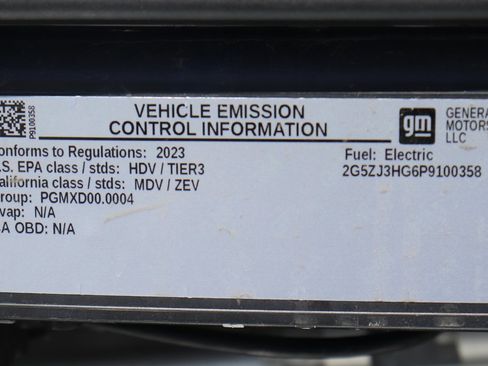 P9100358
VEHICLE EMISSION
CONTROL INFORMATION
gm
GENERA
MOTORS
LLC
onforms to Regulations: 2023
.S. EPA class / stds: HDV / TIER3
alifornia class / stds: MDV / ZEV
roup: PGMXD00.0004
vap: N/A
A OBD: N/A
Fuel: Electric
2G5ZJ3HG6P9100358